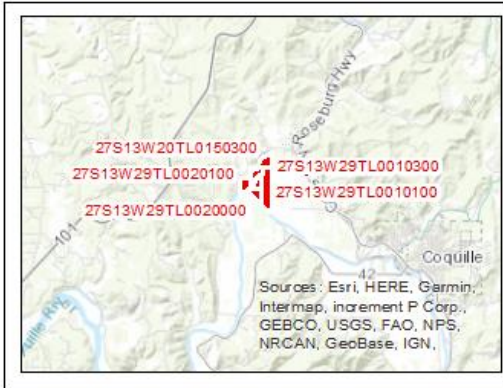 Roseburg Hwy
27S13W20TL0150300
27S13W29TL0010300
27S13W29TL0020100
27S13W29TL0010100
27S13W29TL0020000
101
Coquille
42
Sources: Esri, HERE, Garmin,
Intermap, increment P Corp.,
GEBCO, USGS, FAO, NPS,
NRCAN, GeoBase, IGN,